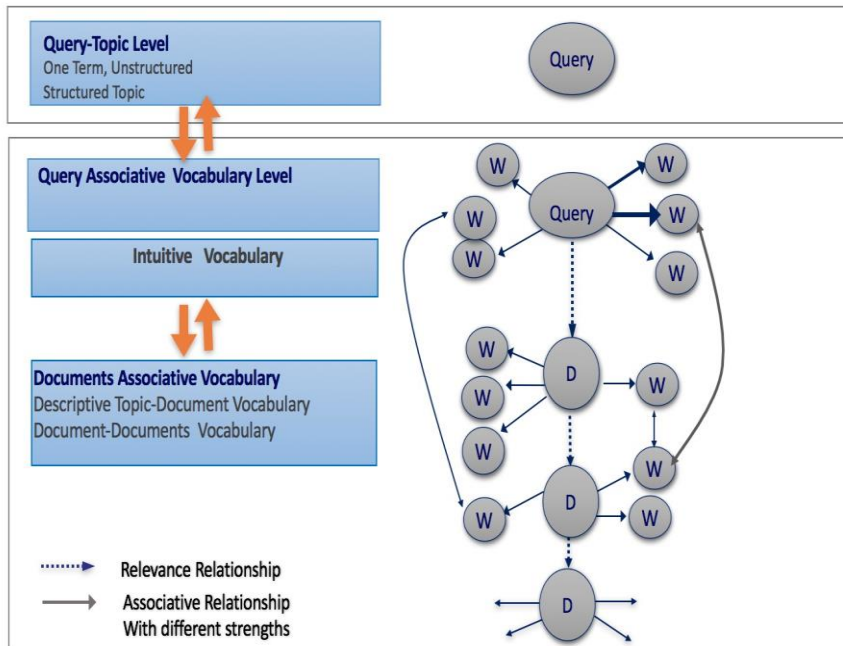 Query-Topic Level
One Term, Unstructured
Structured Topic
Query
Query Associative Vocabulary Level
Intuitive Vocabulary
Documents Associative Vocabulary
Descriptive Topic-Document Vocabulary
Document-Documents Vocabulary
W
W
Query
W
W
W
W
W
D
W
W
W
W
W
D
W
W
D
Relevance Relationship
Associative Relationship
With different strengths